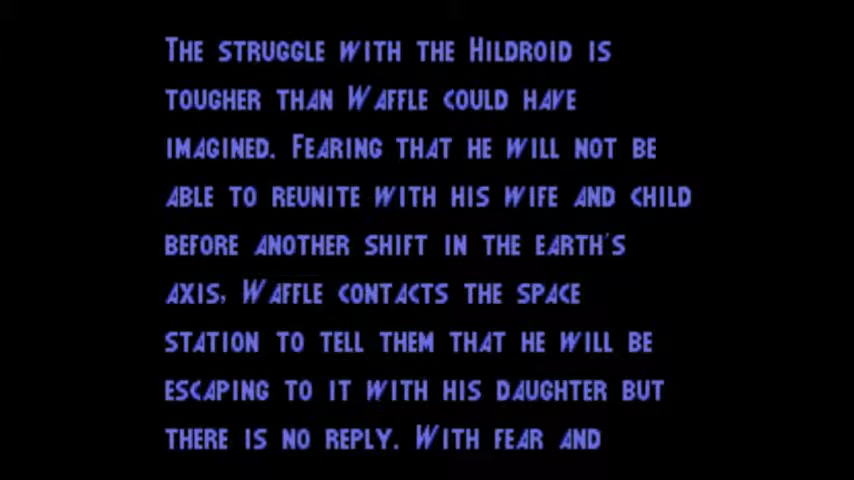 The struggle with the Hildroid is
tougher than Waffle could have
imagined. Fearing that he will not be
able to reunite with his wife and child
before another shift in the earth's
axis, Waffle contacts the space
station to tell them that he will be
escaping to it with his daughter but
there is no reply. With fear and